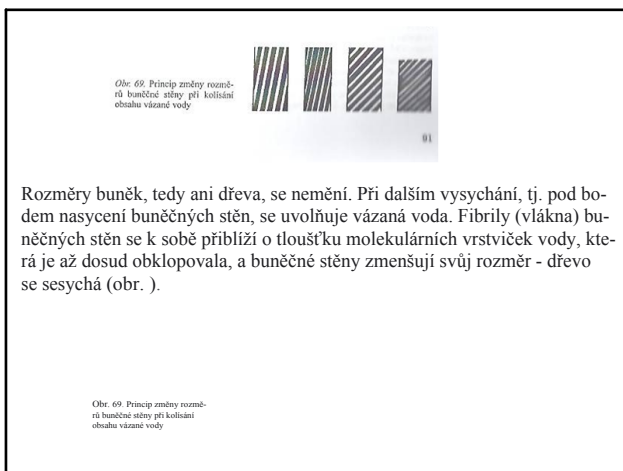 Obr. 69. Princip změny rozmě-
rů buněčné stěny při kolísání
obsahu vázané vody
91
Rozměry buněk, tedy ani dřeva, se nemění. Při dalším vysychání, tj. pod bo-
dem nasycení buněčných stěn, se uvolňuje vázaná voda. Fibrily (vlákna) bu-
něčných stěn se k sobě přiblíží o tloušťku molekulárních vrstviček vody, kte-
rá je až dosud obklopovala, a buněčné stěny zmenšují svůj rozměr - dřevo
se sesychá (obr. ).
Obr. 69. Princip změny rozmě-
rů buněčné stěny při kolísání
obsahu vázané vody